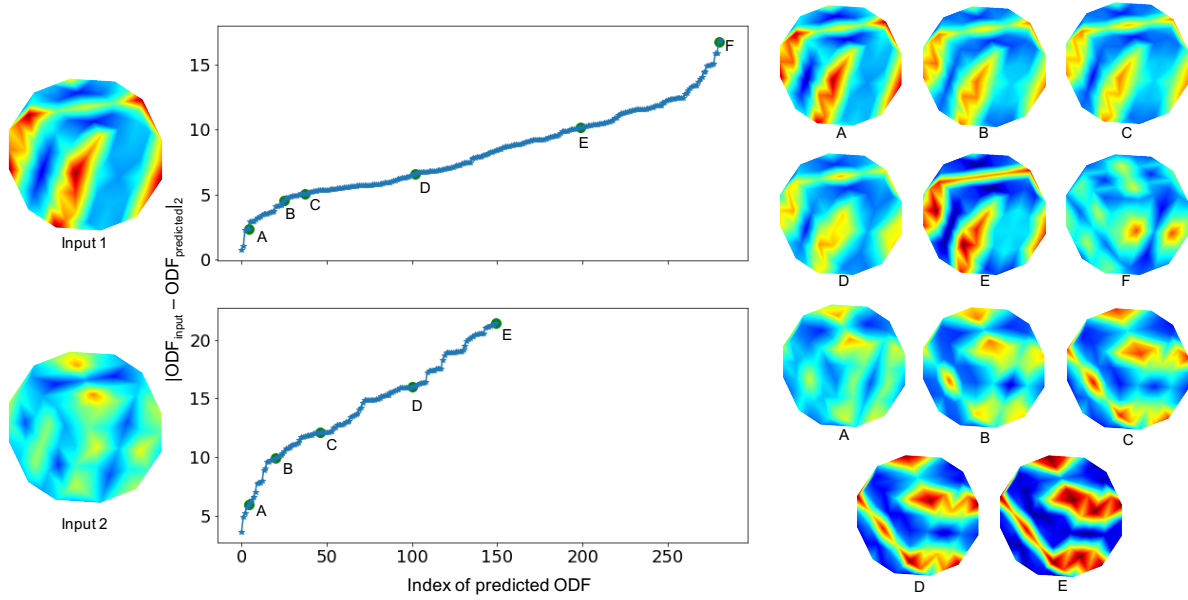 Input 1
Input 2
|ODF_input − ODF_predicted|_2
15
10
5
0
A
B
C
D
E
F
20
15
10
5
A
B
C
D
E
0
50
100
150
200
250
Index of predicted ODF
A
B
C
D
E
F
A
B
C
D
E